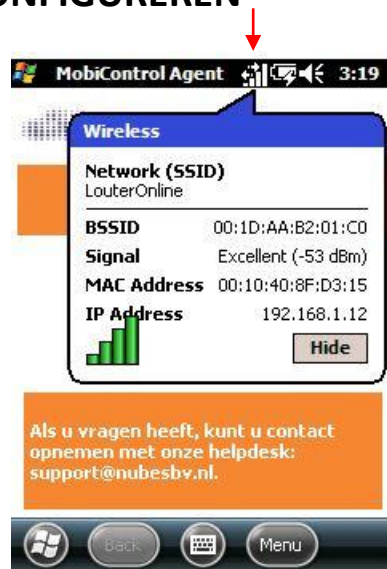 ONFIGUREREN
MobiControl Agent 3:19
Wireless
Network (SSID)
LouterOnline
BSSID 00:1D:AA:B2:01:C0
Signal Excellent (-53 dBm)
MAC Address 00:10:40:8F:D3:15
IP Address 192.168.1.12
Hide
Als u vragen heeft, kunt u contact
opnemen met onze helpdesk:
support@nubesbv.nl.
Back Menu